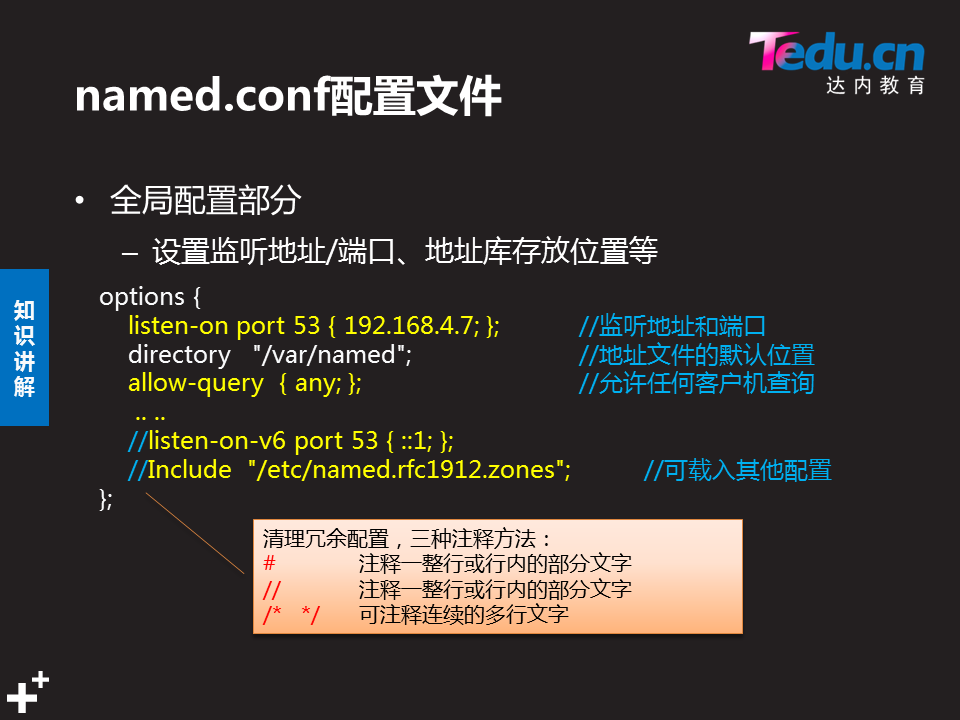 Tedu.cn
达内教育
named.conf配置文件
• 全局配置部分
– 设置监听地址/端口、地址库存放位置等
知识讲解
options {
listen-on port 53 { 192.168.4.7; }; //监听地址和端口
directory "/var/named"; //地址文件的默认位置
allow-query { any; }; //允许任何客户机查询
.. ..
//listen-on-v6 port 53 { ::1; };
//Include "/etc/named.rfc1912.zones"; //可载入其他配置
};
清理冗余配置，三种注释方法：
# 注释一整行或行内的部分文字
// 注释一整行或行内的部分文字
/* */ 可注释连续的多行文字